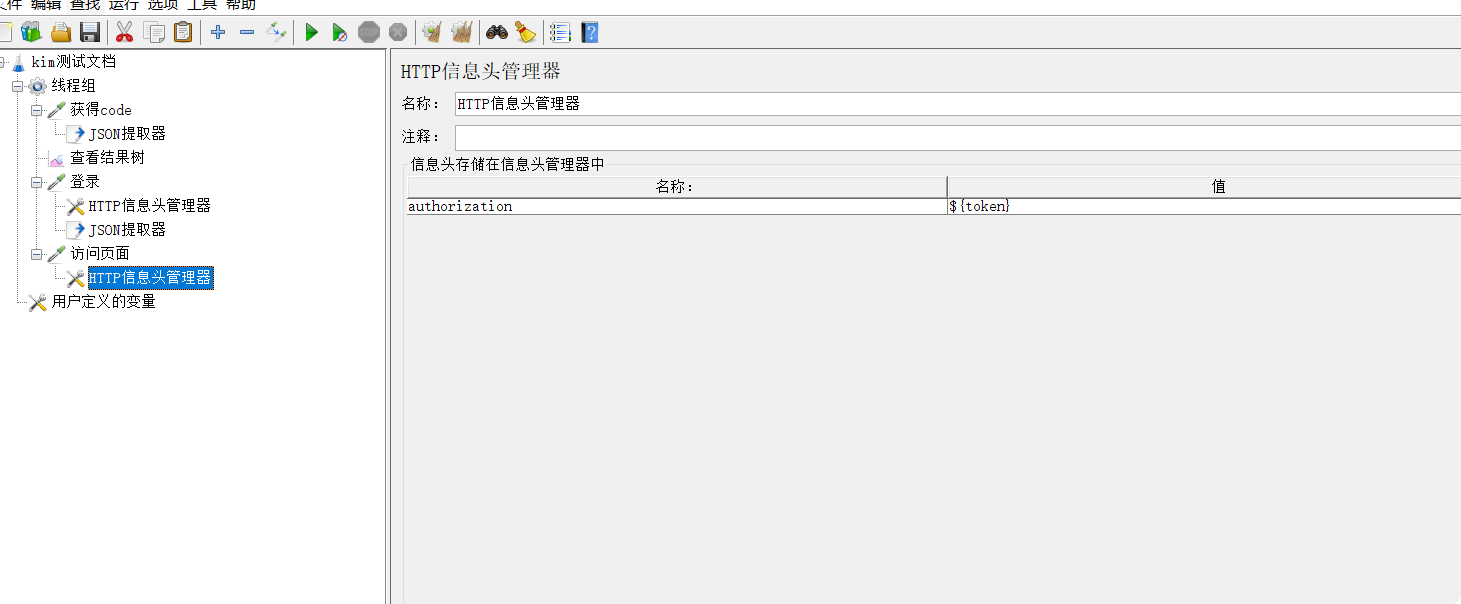 文件 编辑 查找 运行 选项 工具 帮助
STOP
kim测试文档
线程组
获得code
JSON提取器
查看结果树
登录
HTTP信息头管理器
JSON提取器
访问页面
HTTP信息头管理器
用户定义的变量
HTTP信息头管理器
名称： HTTP信息头管理器
注释：
信息头存储在信息头管理器中
名称： 值
authorization ${token}